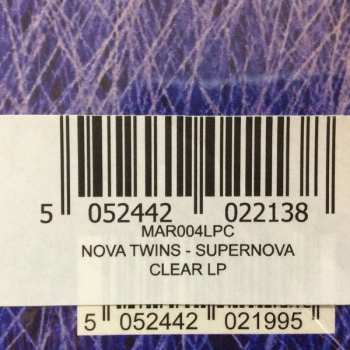 5 052442 022138
MAR004LPC
NOVA TWINS - SUPERNOVA
CLEAR LP
5 052442 021995